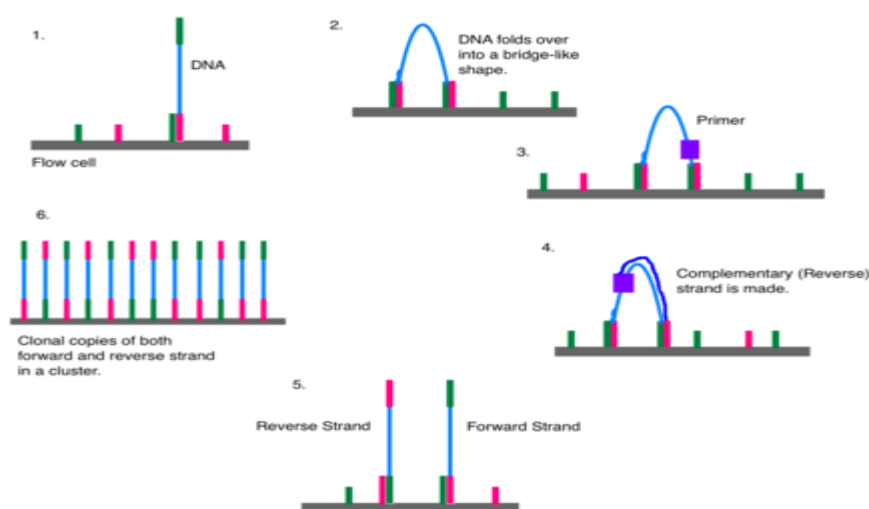 1.
DNA
Flow cell
2.
DNA folds over
into a bridge-like
shape.
3.
Primer
4.
Complementary (Reverse)
strand is made.
5.
Reverse Strand
Forward Strand
6.
Clonal copies of both
forward and reverse strand
in a cluster.